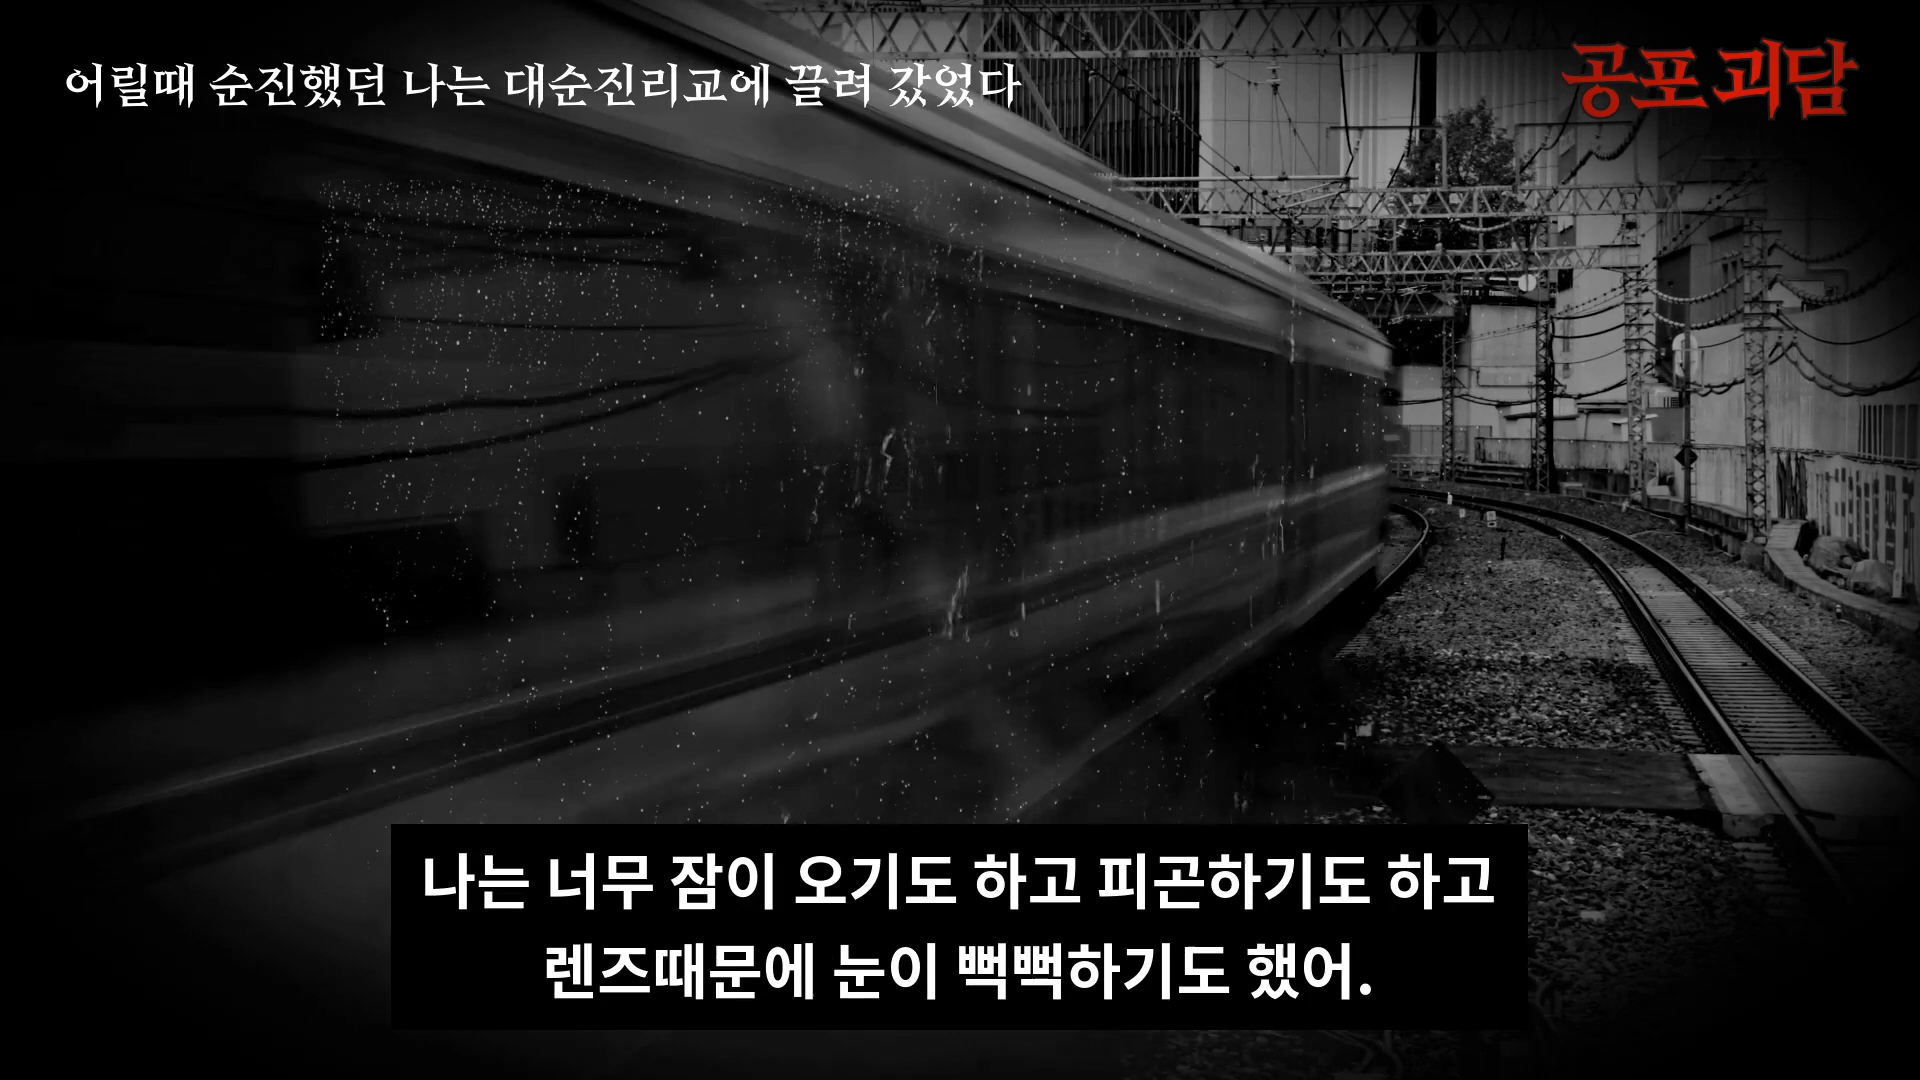 어릴때 순진했던 나는 대순진리교에 끌려 갔었다
공포 괴담
나는 너무 잠이 오기도 하고 피곤하기도 하고
렌즈때문에 눈이 뻑뻑하기도 했어.